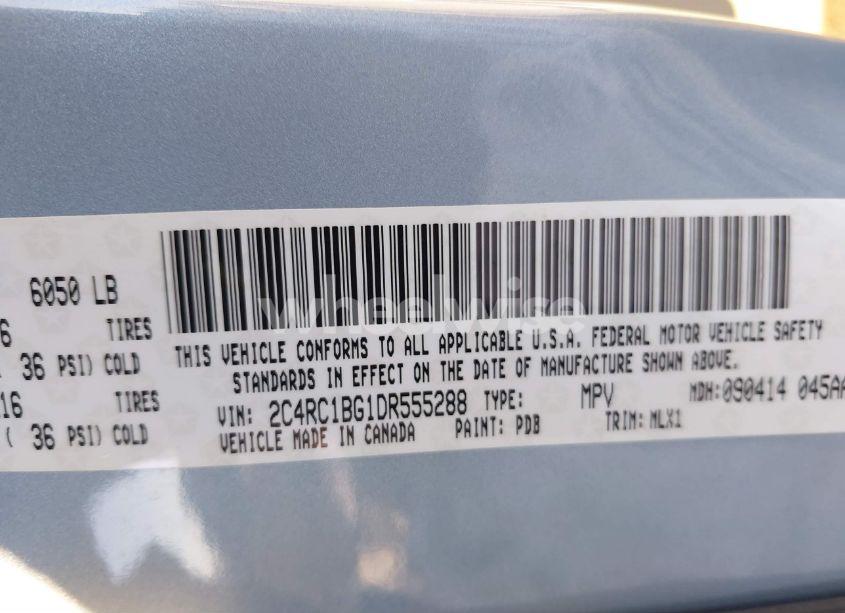 6050 LB
6 TIRES
36 PSI) COLD
16 TIRES
( 36 PSI) COLD
wheelwise
THIS VEHICLE CONFORMS TO ALL APPLICABLE U.S.A. FEDERAL MOTOR VEHICLE SAFETY
STANDARDS IN EFFECT ON THE DATE OF MANUFACTURE SHOWN ABOVE.
VIN: 2C4RC1BG1DR555288 TYPE: MPV MDH:090414 045AA
VEHICLE MADE IN CANADA PAINT: PDB TRIM: MLX1